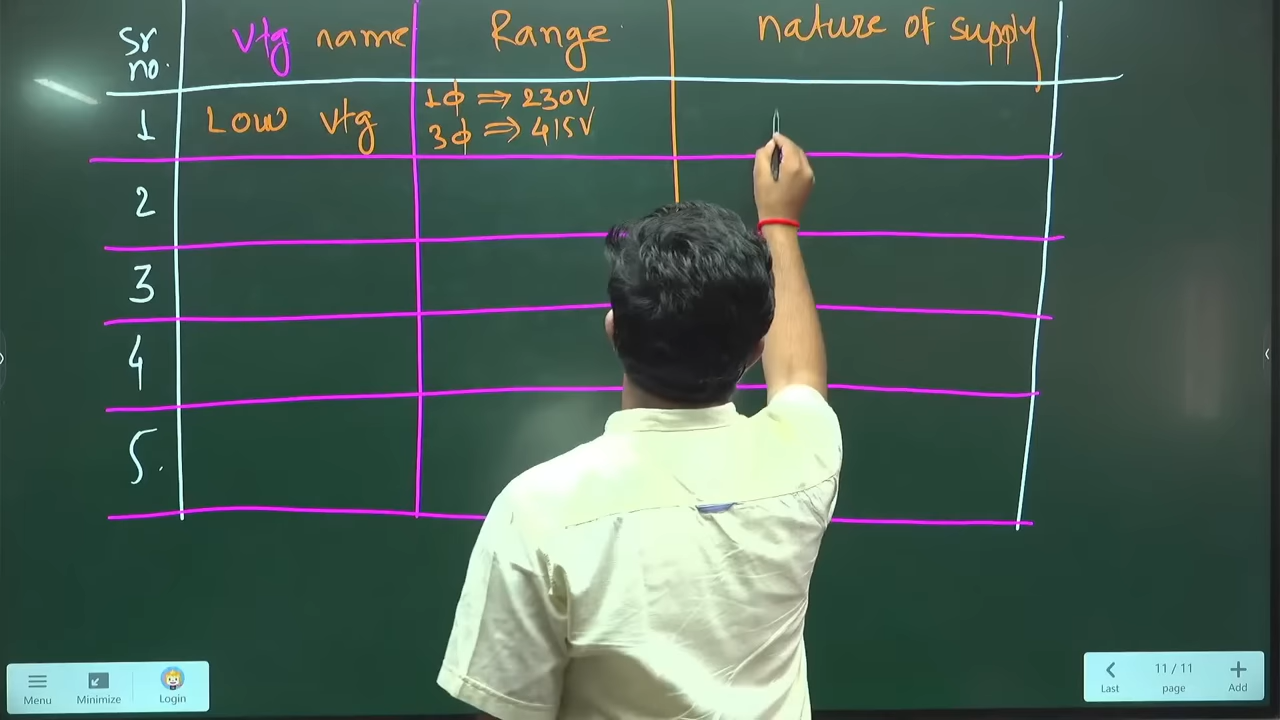 Sr no. vtg name Range nature of supply
1 Low vtg 1ϕ ⇒ 230V
3ϕ ⇒ 415V
2
3
4
5.
Menu Minimize Login
11 / 11
Last page Add